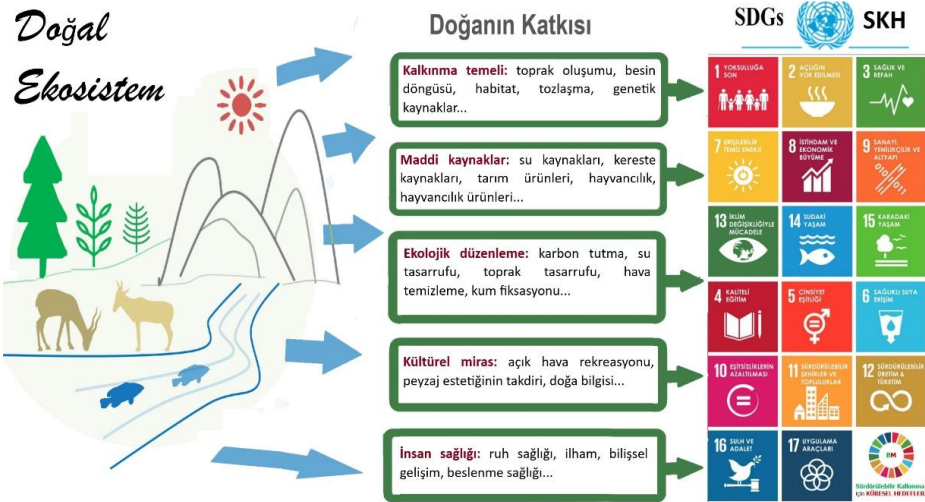 Doğal
Ekosistem
Doğanın Katkısı
SDGs
SKH
Kalkınma temeli: toprak oluşumu, besin
döngüsü, habitat, tozlaşma, genetik
kaynaklar...
Maddi kaynaklar: su kaynakları, kereste
kaynakları, tarım ürünleri, hayvancılık,
hayvancılık ürünleri...
Ekolojik düzenleme: karbon tutma, su
tasarrufu, toprak tasarrufu, hava
temizleme, kum fiksasyonu...
Kültürel miras: açık hava rekreasyonu,
peyzaj estetiğinin takdiri, doğa bilgisi...
İnsan sağlığı: ruh sağlığı, ilham, bilişsel
gelişim, beslenme sağlığı...
1 YOKSULLUĞA
SON
2 AÇLIĞIN
YOK EDİLMESİ
3 SAĞLIK VE
REFAH
7 ERİŞİLEBİLİR
TEMİZ ENERJİ
8 İSTİHDAM VE
EKONOMİK
BÜYÜME
9 SANAYİ,
YENİLİKÇİLİK VE
ALTYAPI
010
011
13 İKLİM
DEĞİŞİKLİĞİYLE
MÜCADELE
14 SUDAKİ
YAŞAM
15 KARADAKİ
YAŞAM
4 KALİTELİ
EĞİTİM
5 CİNSİYET
EŞİTLİĞİ
6 SAĞLIKLI SUYA
ERİŞİM
10 EŞİTSİZLİKLERİN
AZALTILMASI
11 SÜRDÜRÜLEBİLİR
ŞEHİRLER VE
TOPLULUKLAR
12 SÜRDÜRÜLEBİLİR
ÜRETİM &
TÜKETİM
16 SULH VE
ADALET
17 UYGULAMA
ARAÇLARI
BM
Sürdürülebilir Kalkınma
için KÜRESEL HEDEFLER